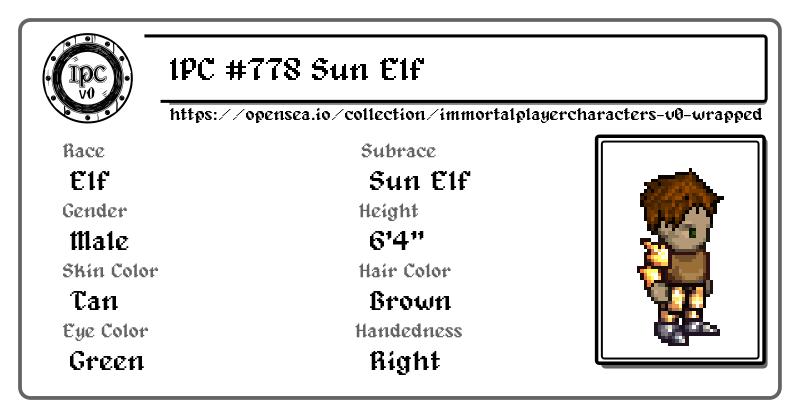 IPC
v0
IPC #778 Sun Elf
https://opensea.io/collection/immortalplayercharacters-v0-wrapped
Race
Subrace
Elf
Sun Elf
Gender
Height
Male
6'4"
Skin Color
Hair Color
Tan
Brown
Eye Color
Handedness
Green
Right